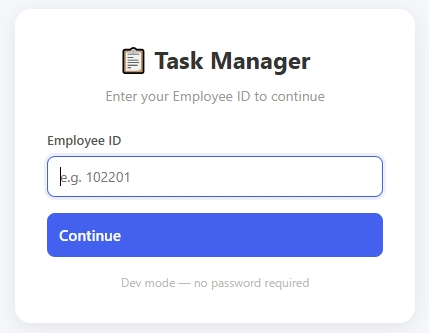 Task Manager
Enter your Employee ID to continue
Employee ID
e.g. 102201
Continue
Dev mode — no password required